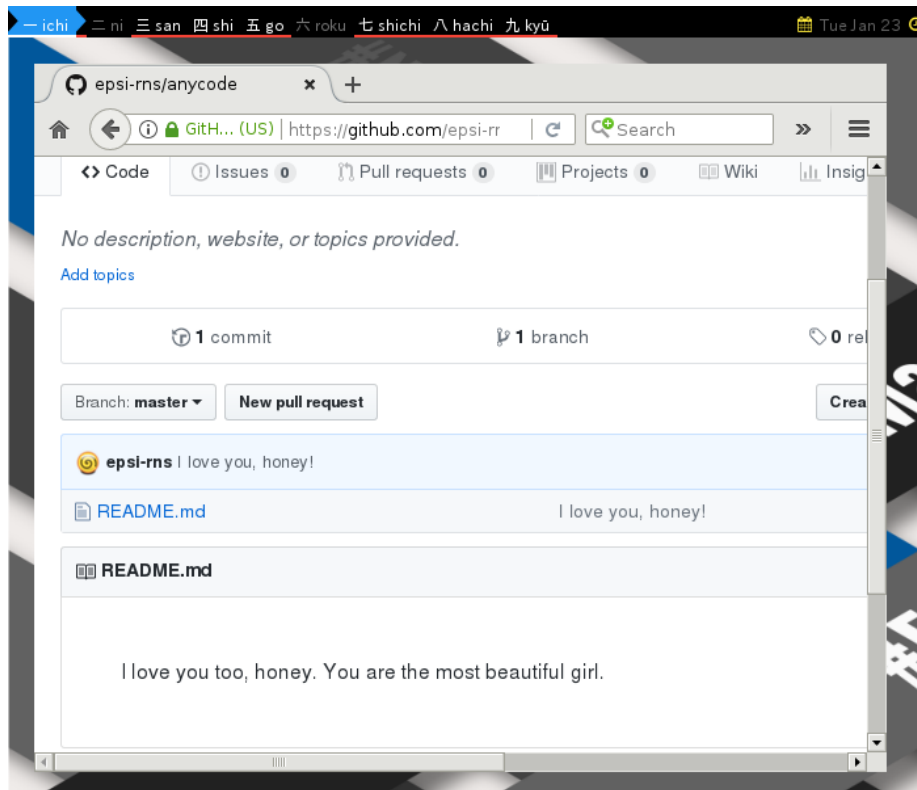 一 ichi 二 ni 三 san 四 shi 五 go 六 roku 七 shichi 八 hachi 九 kyū Tue Jan 23
epsi-rns/anycode
GitH... (US) https://github.com/epsi-rr Search
Code Issues 0 Pull requests 0 Projects 0 Wiki Insig
No description, website, or topics provided.
Add topics
1 commit 1 branch 0 rel
Branch: master New pull request Crea
epsi-rns I love you, honey!
README.md I love you, honey!
README.md
I love you too, honey. You are the most beautiful girl.